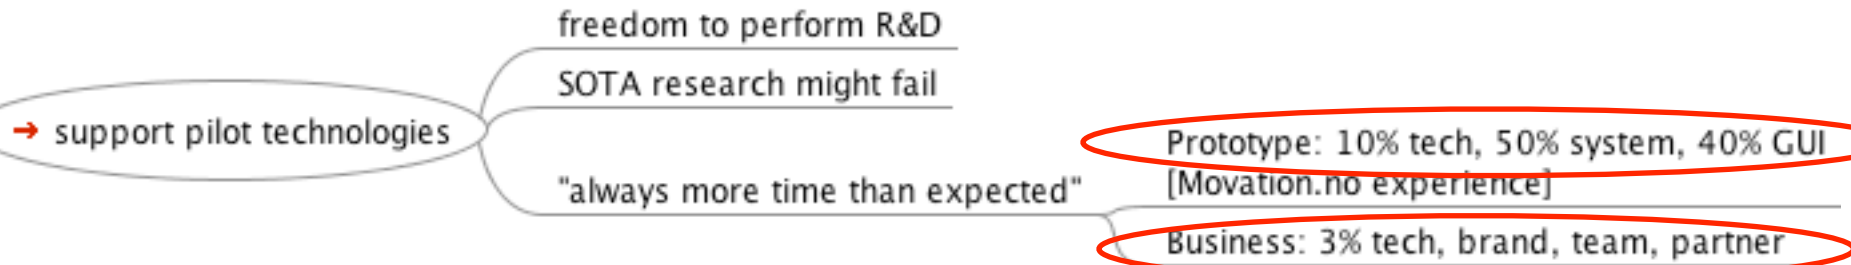 freedom to perform R&D
SOTA research might fail
➜ support pilot technologies
Prototype: 10% tech, 50% system, 40% GUI
[Movation.no experience]
"always more time than expected"
Business: 3% tech, brand, team, partner